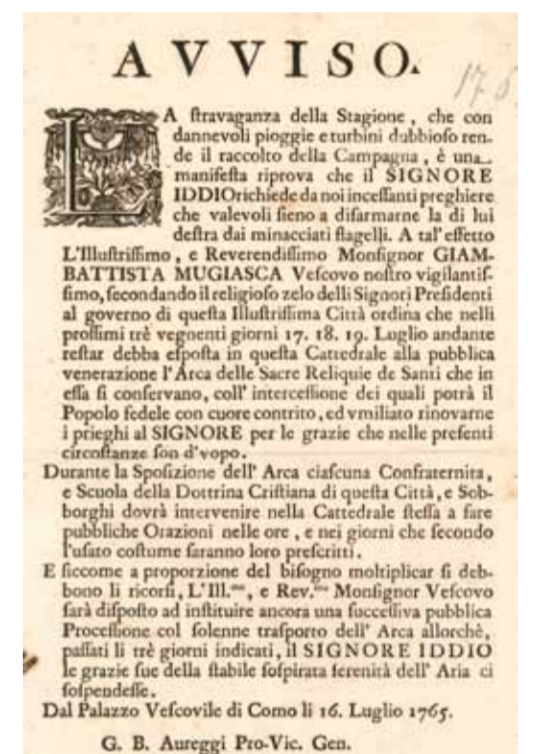 AVVISO.
176
LA ſtravaganza della Stagione, che con
dannevoli pioggie e turbini dubbioſo ren-
de il raccolto della Campagna, è una
manifeſta riprova che il SIGNORE
IDDIO richiede da noi inceſſanti preghiere
che valevoli ſieno a diſarmarne la di lui
deſtra dai minacciati flagelli. A tal' effetto
L'Illuſtriſſimo, e Reverendiſſimo Monſignor GIAM-
BATTISTA MUGIASCA Veſcovo noſtro vigilantiſ-
ſimo, ſecondando il religioſo zelo delli Signori Preſidenti
al governo di queſta Illuſtriſſima Città ordina che nelli
proſſimi trè vegnenti giorni 17. 18. 19. Luglio andante
reſtar debba eſpoſta in queſta Cattedrale alla pubblica
venerazione l'Arca delle Sacre Reliquie de Santi che in
eſſa ſi conſervano, coll' interceſſione dei quali potrà il
Popolo fedele con cuore contrito, ed vmiliato rinovarne
i prieghi al SIGNORE per le grazie che nelle preſenti
circoſtanze ſon d'vopo.
Durante la Spoſizione dell' Arca ciaſcuna Confraternita,
e Scuola della Dottrina Criſtiana di queſta Città, e Sob-
borghi dovrà intervenire nella Cattedrale ſteſſa a fare
pubbliche Orazioni nelle ore, e nei giorni che ſecondo
l'uſato coſtume ſaranno loro preſcritti.
E ſiccome a proporzione del biſogno moltiplicar ſi deb-
bono li ricorſi, L'Ill.mo, e Rev.mo Monſignor Veſcovo
ſarà diſpoſto ad inſtituire ancora una ſucceſſiva pubblica
Proceſſione col ſolenne traſporto dell' Arca allorchè,
paſſati li trè giorni indicati, il SIGNORE IDDIO
le grazie ſue della ſtabile ſoſpirata ſerenità dell' Aria ci
ſoſpendeſſe.
Dal Palazzo Veſcovile di Como li 16. Luglio 1765.
G. B. Aureggi Pro-Vic. Gen.